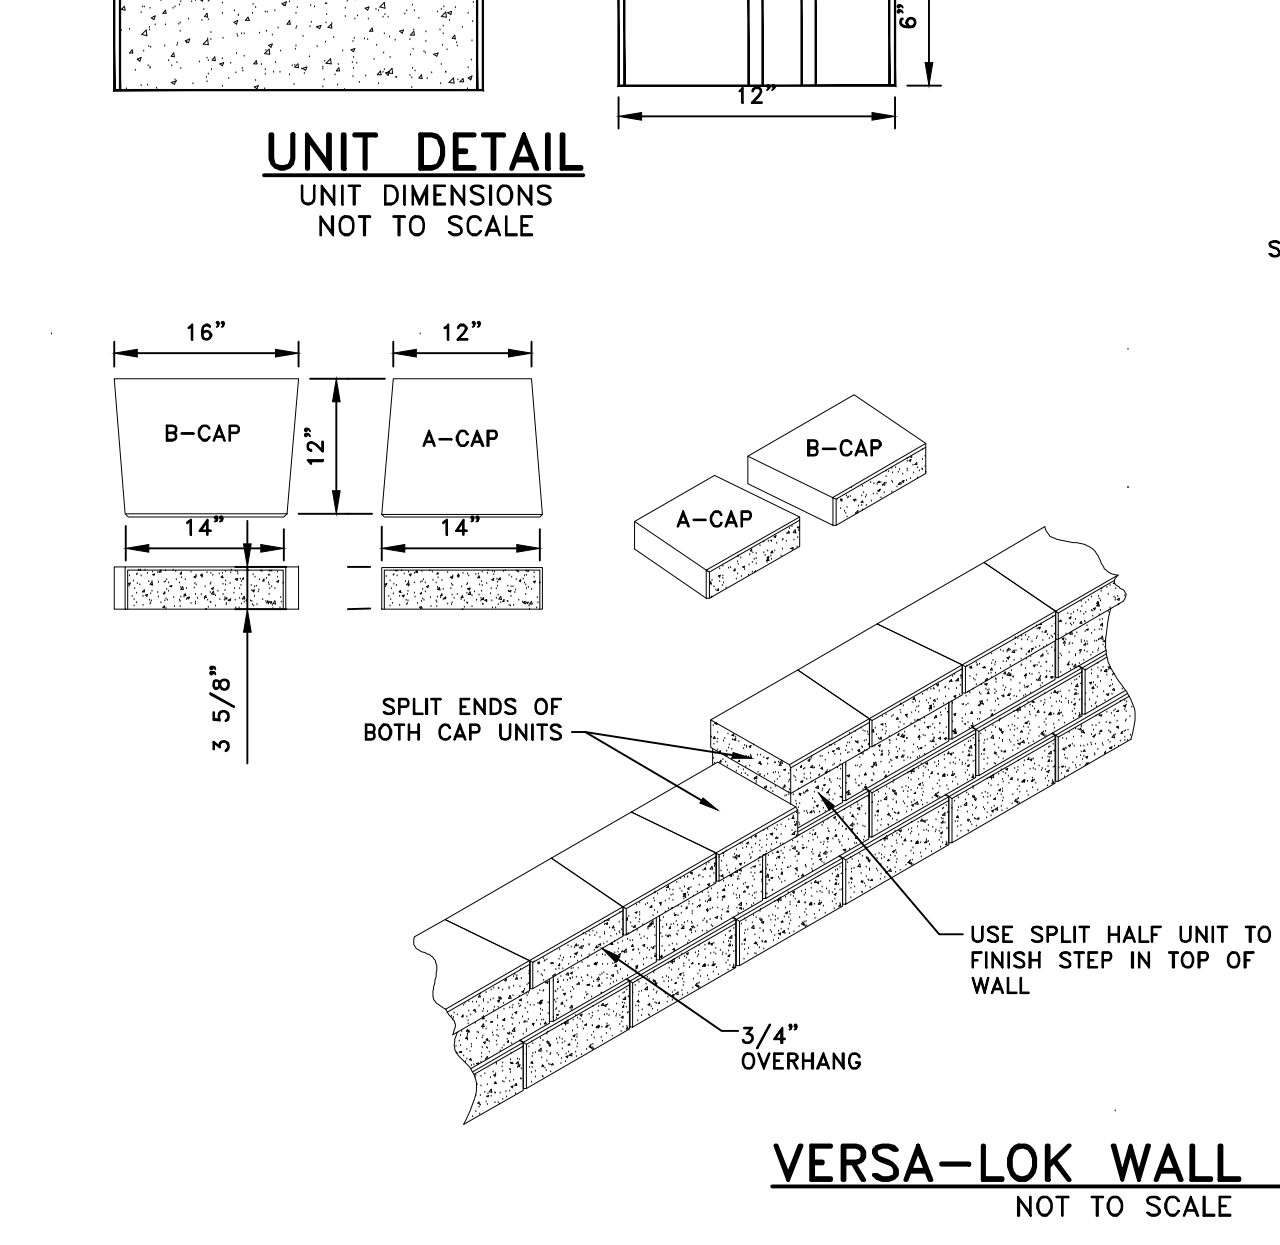 6"
12"
UNIT DETAIL
UNIT DIMENSIONS
NOT TO SCALE
S
16"
12"
B-CAP
A-CAP
12"
14"
14"
3 5/8"
B-CAP
A-CAP
SPLIT ENDS OF
BOTH CAP UNITS
USE SPLIT HALF UNIT TO
FINISH STEP IN TOP OF
WALL
3/4"
OVERHANG
VERSA-LOK WALL
NOT TO SCALE